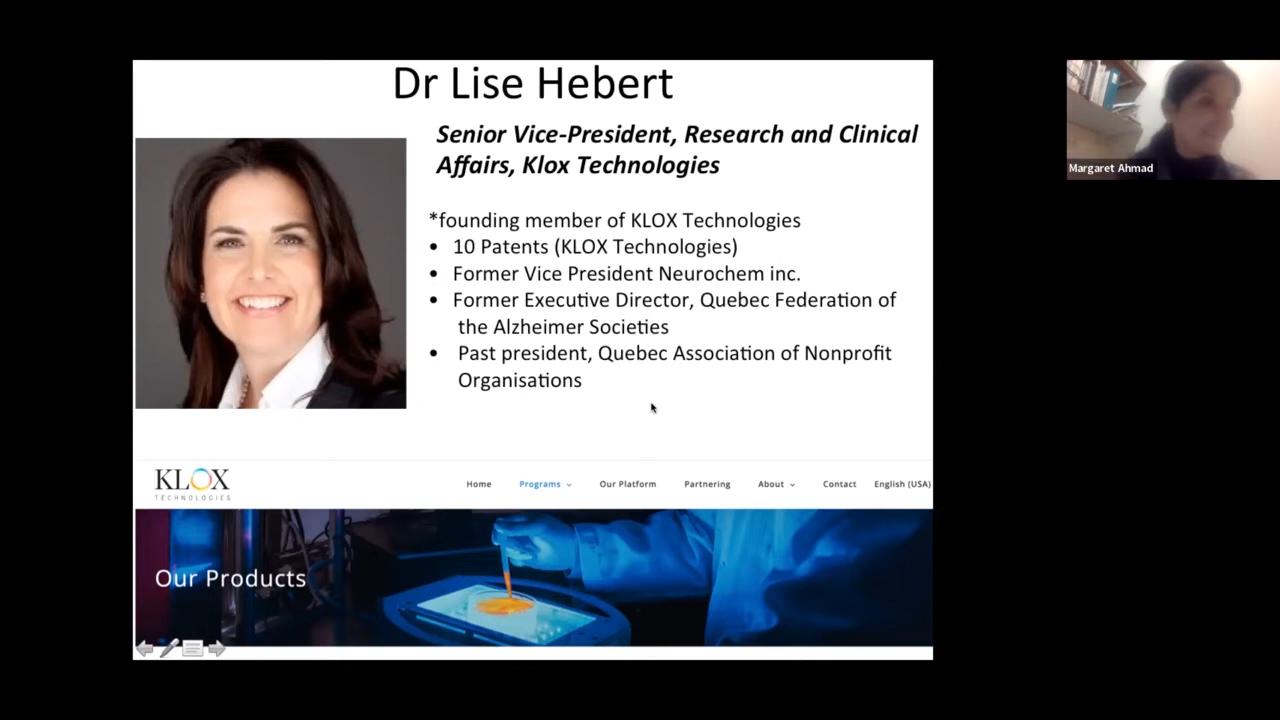 Dr Lise Hebert
Senior Vice-President, Research and Clinical
Affairs, Klox Technologies
*founding member of KLOX Technologies
• 10 Patents (KLOX Technologies)
• Former Vice President Neurochem inc.
• Former Executive Director, Quebec Federation of
the Alzheimer Societies
• Past president, Quebec Association of Nonprofit
Organisations
Margaret Ahmad
KLOX
TECHNOLOGIES
Home Programs Our Platform Partnering About Contact English (USA)
Our Products